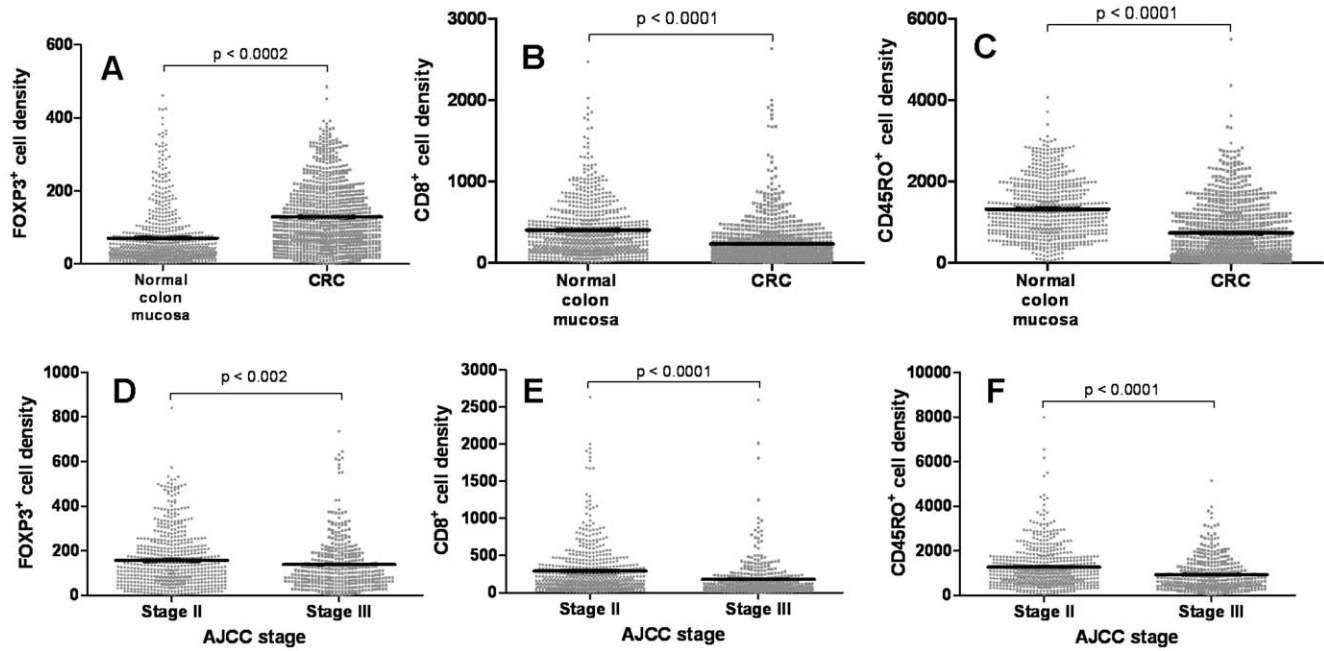 A
p < 0.0002
FOXP3+ cell density
600
400
200
0
Normal
colon
mucosa
CRC
B
p < 0.0001
CD8+ cell density
3000
2000
1000
0
Normal
colon
mucosa
CRC
C
p < 0.0001
CD45RO+ cell density
6000
4000
2000
0
Normal
colon
mucosa
CRC
D
p < 0.002
FOXP3+ cell density
1000
800
600
400
200
0
Stage II
Stage III
AJCC stage
E
p < 0.0001
CD8+ cell density
3000
2500
2000
1500
1000
500
0
Stage II
Stage III
AJCC stage
F
p < 0.0001
CD45RO+ cell density
10000
8000
6000
4000
2000
0
Stage II
Stage III
AJCC stage